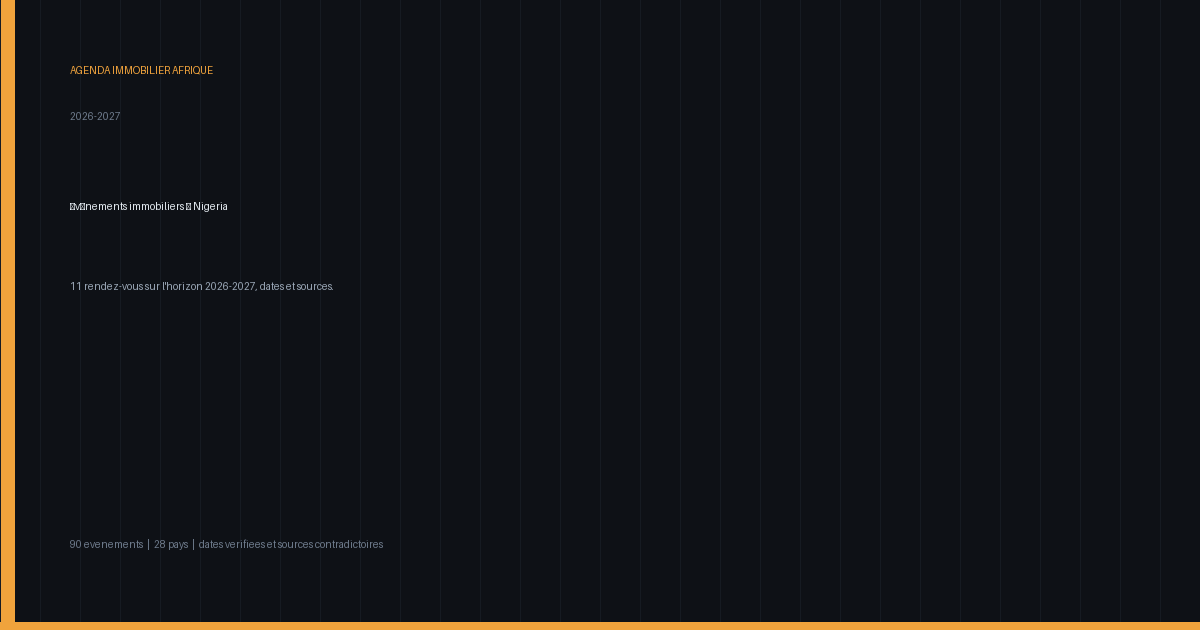 AGENDA IMMOBILIER AFRIQUE
2026-2027
immobiliers Nigeria
11 rendez-vous sur l'horizon 2026-2027, dates et sources.
90 evenements | 28 pays | dates verifiees et sources contradictoires